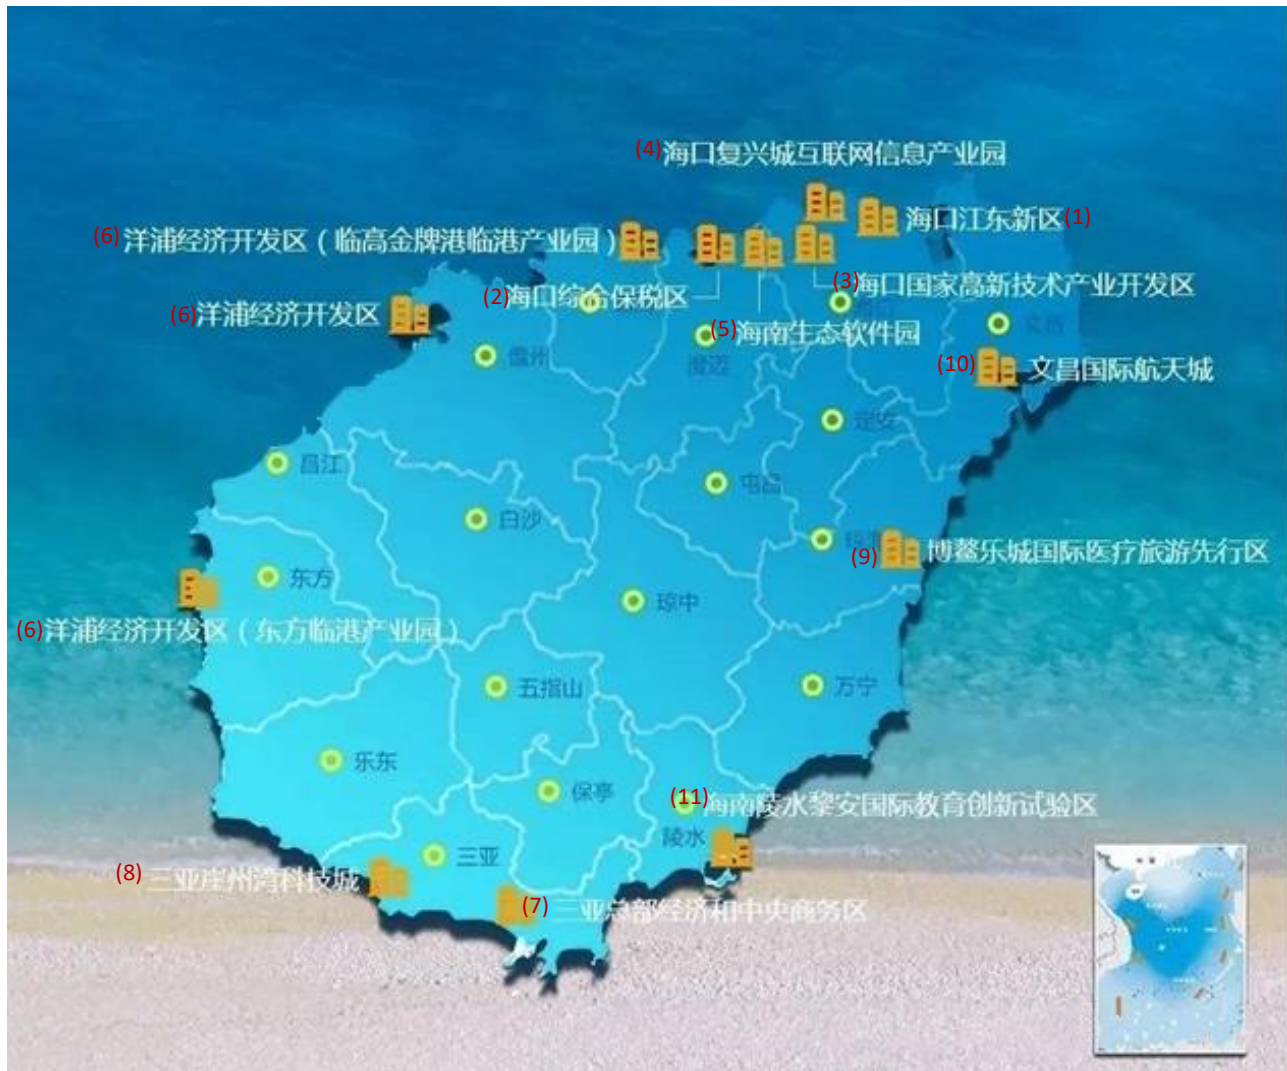 (4)海口复兴城互联网信息产业园
海口江东新区(1)
(6)洋浦经济开发区（临高金牌港临港产业园）
(3)海口国家高新技术产业开发区
(2)海口综合保税区
(6)洋浦经济开发区
(5)海南生态软件园
文昌
儋州
澄迈
(10)文昌国际航天城
定安
昌江
屯昌
白沙
(9)博鳌乐城国际医疗旅游先行区
东方
琼中
(6)洋浦经济开发区（东方临港产业园）
五指山
万宁
乐东
保亭
(11)海南陵水黎安国际教育创新试验区
陵水
三亚
(8)三亚崖州湾科技城
(7)三亚总部经济和中央商务区